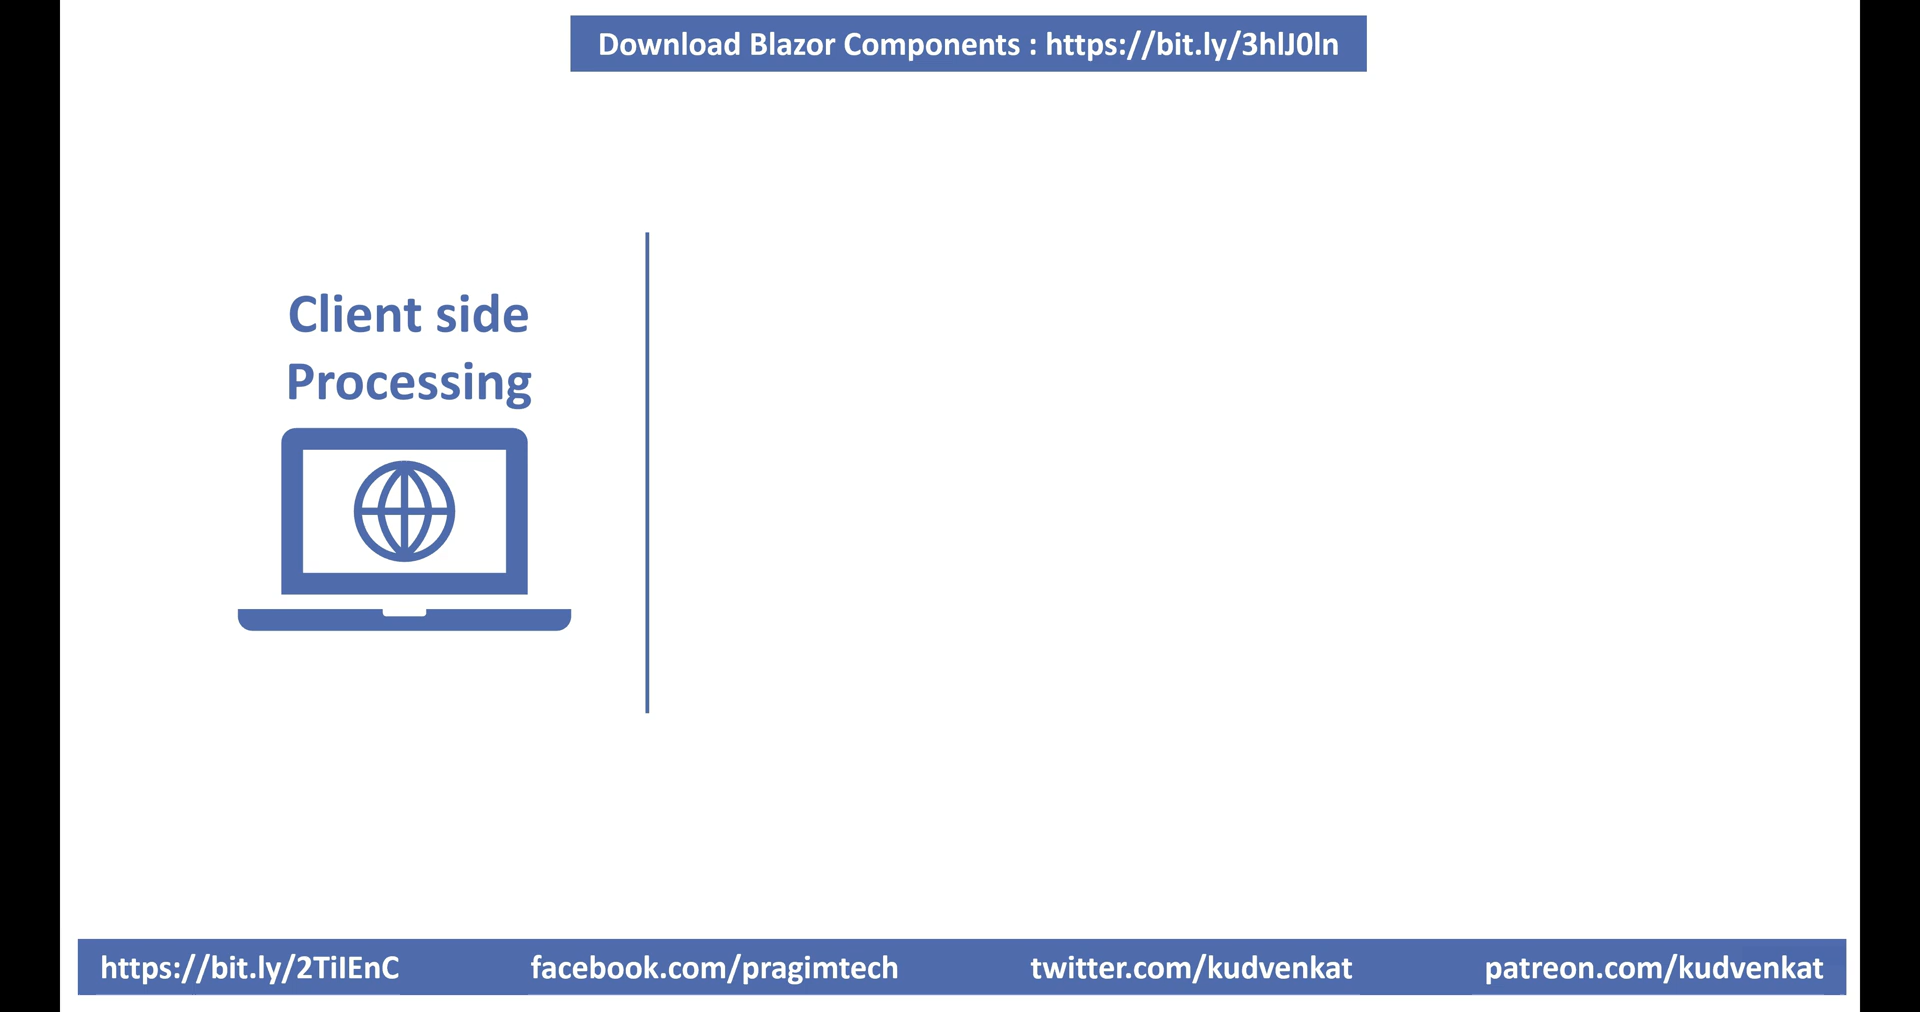 Download Blazor Components : https://bit.ly/3hlJ0ln
Client side
Processing
https://bit.ly/2TiIEnC
facebook.com/pragimtech
twitter.com/kudvenkat
patreon.com/kudvenkat